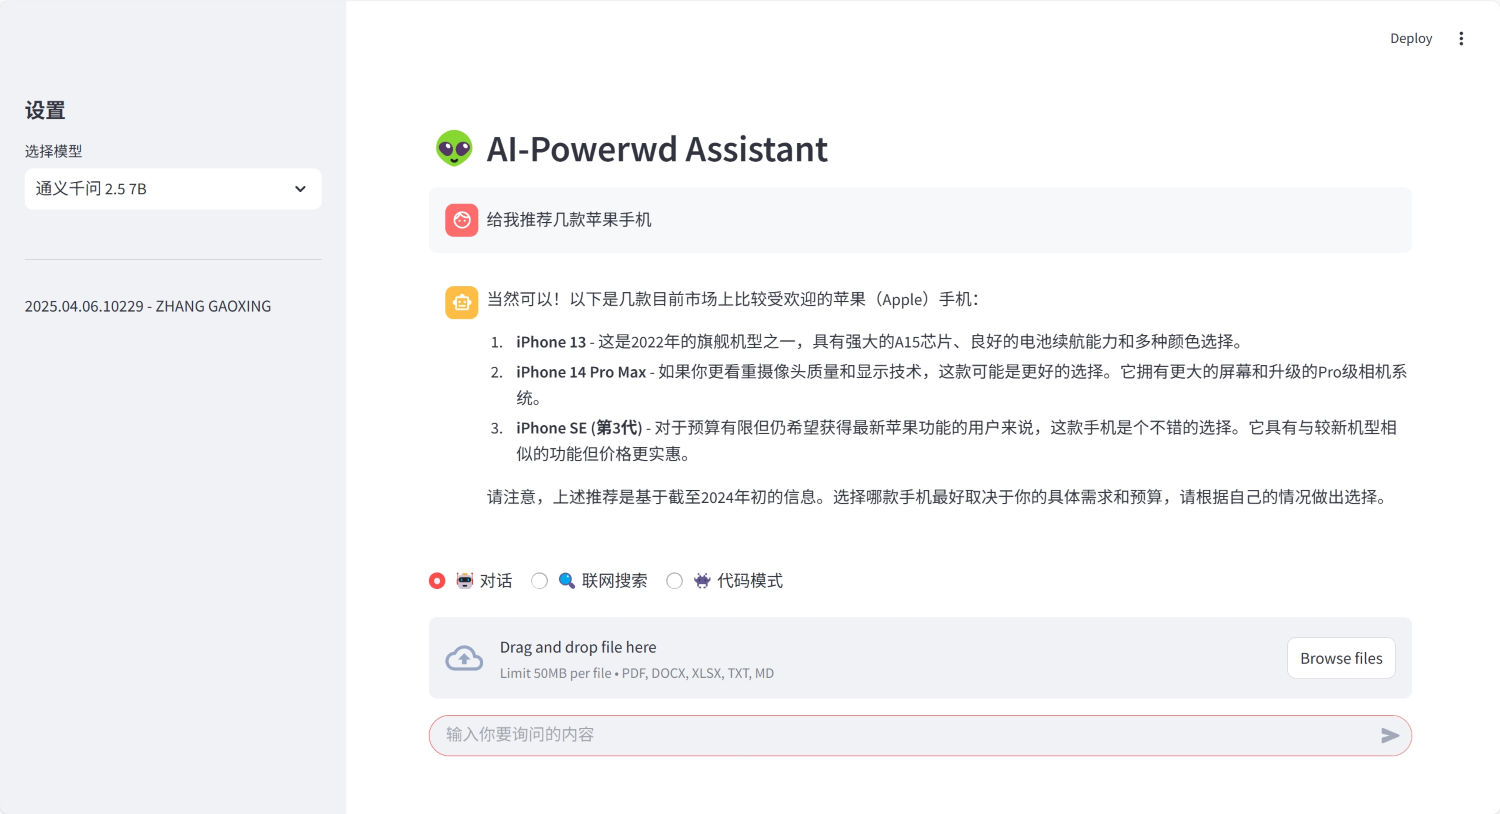 Deploy
设置
选择模型
通义千问 2.5 7B
2025.04.06.10229 - ZHANG GAOXING
AI-Powerwd Assistant
给我推荐几款苹果手机
当然可以！以下是几款目前市场上比较受欢迎的苹果（Apple）手机：
1. iPhone 13 - 这是2022年的旗舰机型之一，具有强大的A15芯片、良好的电池续航能力和多种颜色选择。
2. iPhone 14 Pro Max - 如果你更看重摄像头质量和显示技术，这款可能是更好的选择。它拥有更大的屏幕和升级的Pro级相机系
统。
3. iPhone SE (第3代) - 对于预算有限但仍希望获得最新苹果功能的用户来说，这款手机是个不错的选择。它具有与较新机型相
似的功能但价格更实惠。
请注意，上述推荐是基于截至2024年初的信息。选择哪款手机最好取决于你的具体需求和预算，请根据自己的情况做出选择。
对话 联网搜索 代码模式
Drag and drop file here
Limit 50MB per file • PDF, DOCX, XLSX, TXT, MD
Browse files
输入你要询问的内容